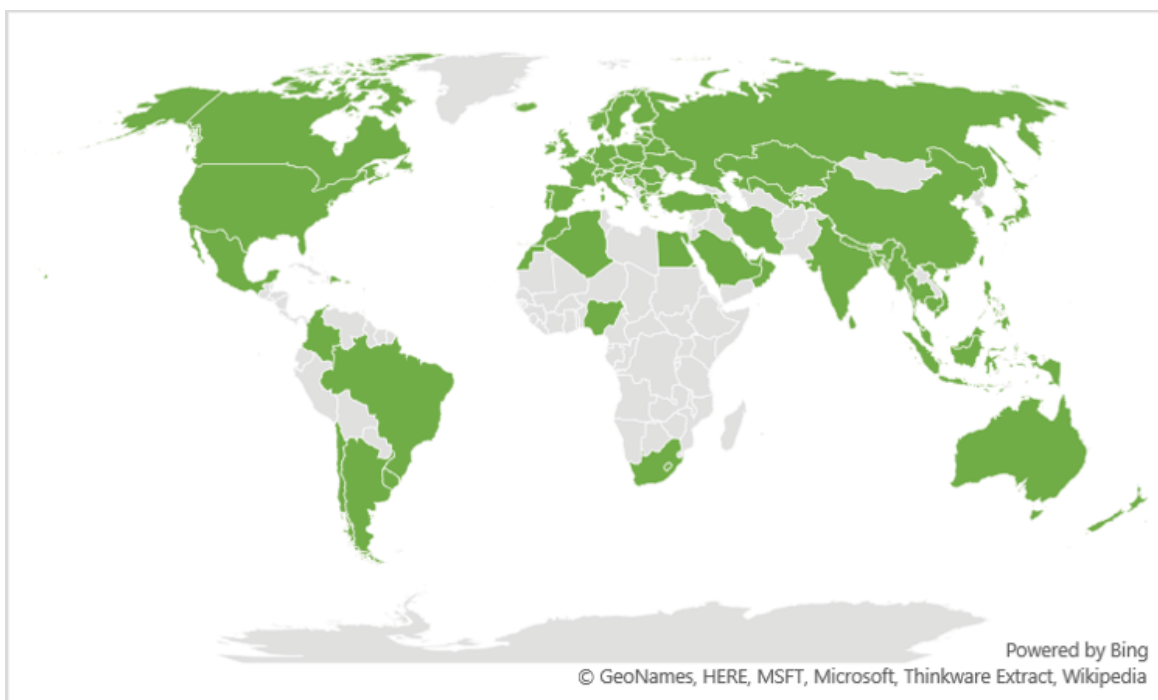 Powered by Bing
© GeoNames, HERE, MSFT, Microsoft, Thinkware Extract, Wikipedia